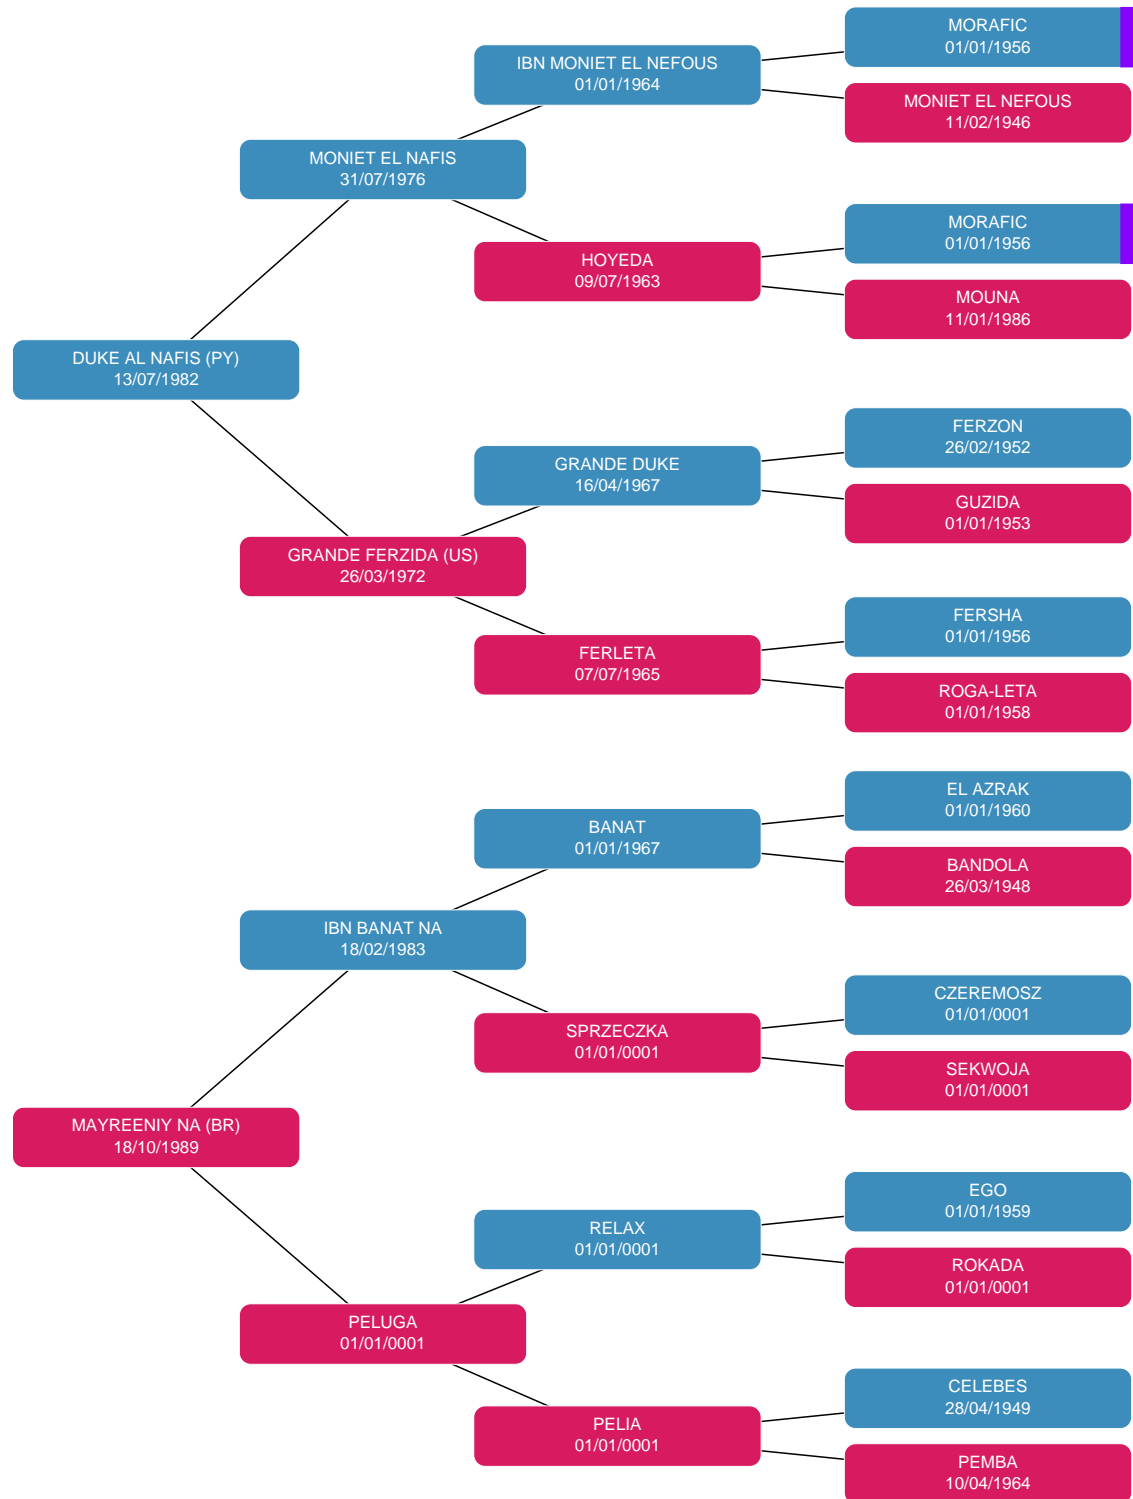 MORAFIC
01/01/1956
IBN MONIET EL NEFOUS
01/01/1964
MONIET EL NEFOUS
11/02/1946
MONIET EL NAFIS
31/07/1976
MORAFIC
01/01/1956
HOYEDA
09/07/1963
MOUNA
11/01/1986
DUKE AL NAFIS (PY)
13/07/1982
FERZON
26/02/1952
GRANDE DUKE
16/04/1967
GUZIDA
01/01/1953
GRANDE FERZIDA (US)
26/03/1972
FERSHA
01/01/1956
FERLETA
07/07/1965
ROGA-LETA
01/01/1958
EL AZRAK
01/01/1960
BANAT
01/01/1967
BANDOLA
26/03/1948
IBN BANAT NA
18/02/1983
CZEREMOSZ
01/01/0001
SPRZECZKA
01/01/0001
SEKWOJA
01/01/0001
MAYREENIY NA (BR)
18/10/1989
EGO
01/01/1959
RELAX
01/01/0001
ROKADA
01/01/0001
PELUGA
01/01/0001
CELEBES
28/04/1949
PELIA
01/01/0001
PEMBA
10/04/1964